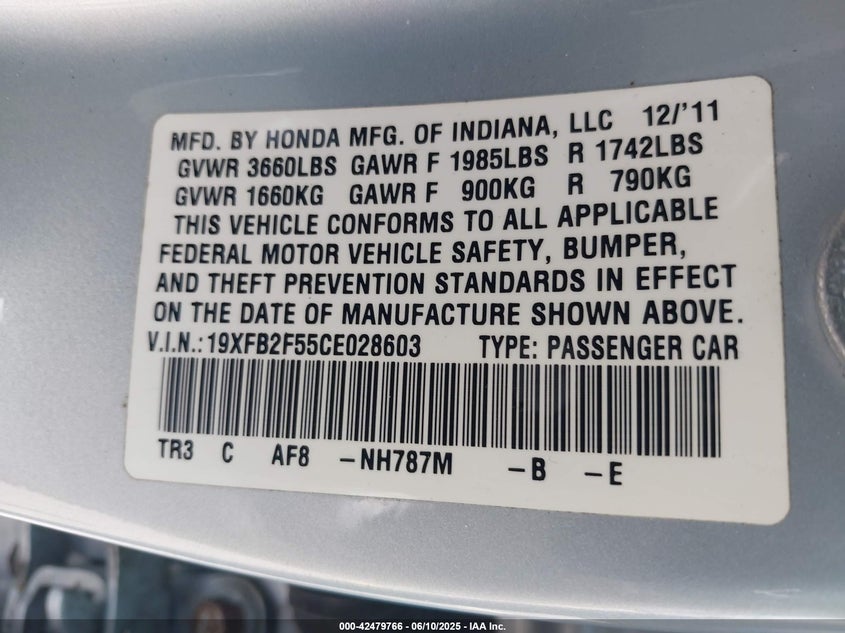 MFD. BY HONDA MFG. OF INDIANA, LLC 12/'11
GVWR 3660LBS GAWR F 1985LBS R 1742LBS
GVWR 1660KG GAWR F 900KG R 790KG
THIS VEHICLE CONFORMS TO ALL APPLICABLE
FEDERAL MOTOR VEHICLE SAFETY, BUMPER,
AND THEFT PREVENTION STANDARDS IN EFFECT
ON THE DATE OF MANUFACTURE SHOWN ABOVE.
V.I.N.: 19XFB2F55CE028603 TYPE: PASSENGER CAR
TR3 C AF8 -NH787M -B -E
000-42479766 - 06/10/2025 - IAA Inc.